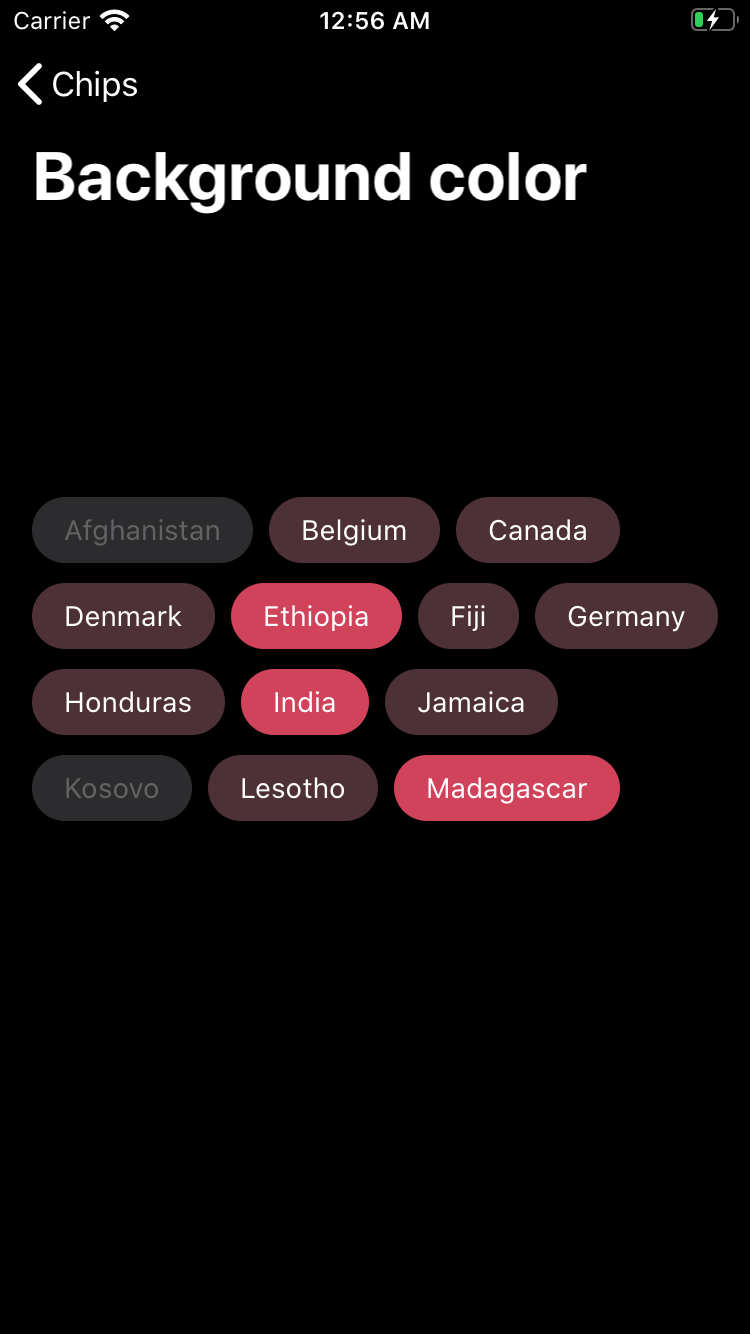 Carrier 12:56 AM
Chips
Background color
Afghanistan Belgium Canada
Denmark Ethiopia Fiji Germany
Honduras India Jamaica
Kosovo Lesotho Madagascar